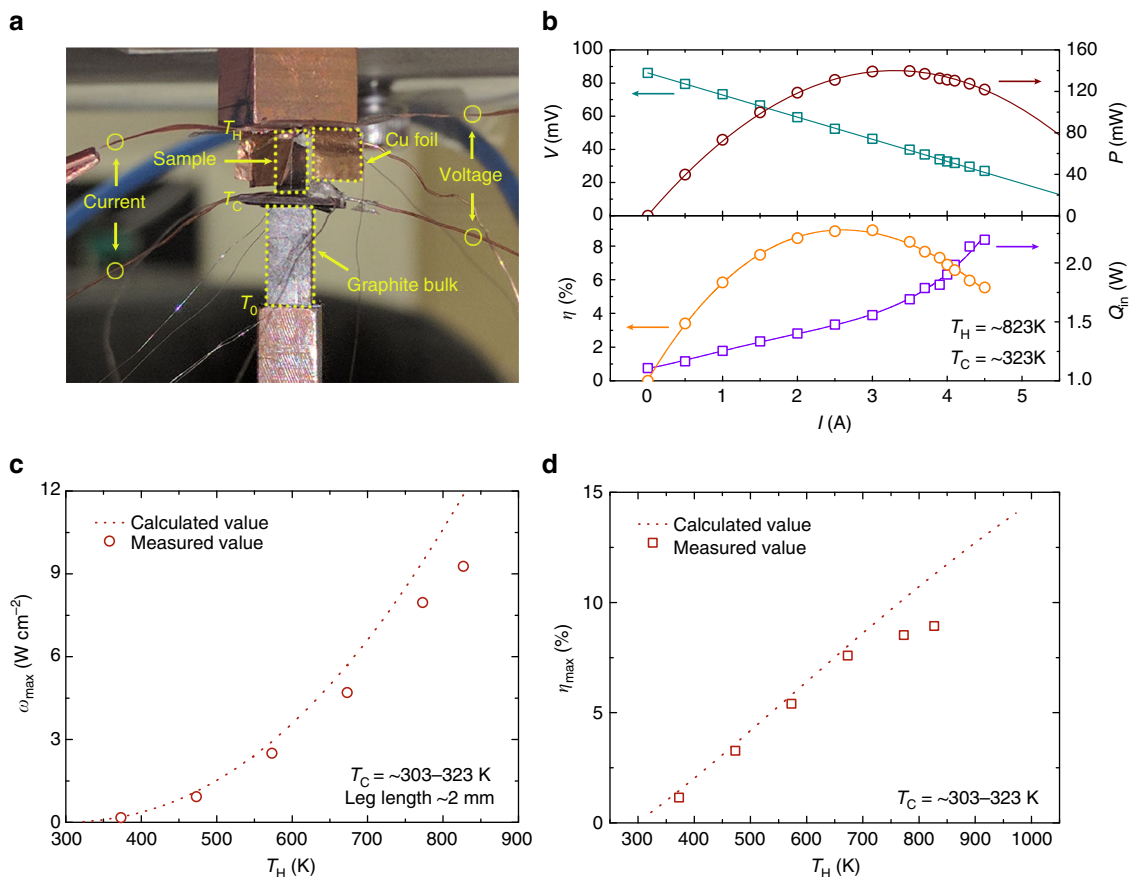 a
T_H
Sample
Cu foil
Voltage
Current
T_C
Graphite bulk
T_0
b
100
80
60
40
20
0
V (mV)
160
120
80
40
0
P (mW)
8
6
4
2
0
η (%)
2.2
1.8
1.4
1.0
Q_in (W)
T_H = ~823K
T_C = ~323K
0 1 2 3 4 5
I (A)
c
12
9
6
3
0
ω_max (W cm⁻²)
Calculated value
Measured value
T_C = ~303–323 K
Leg length ~2 mm
300 400 500 600 700 800 900
T_H (K)
d
15
10
5
0
η_max (%)
Calculated value
Measured value
T_C = ~303–323 K
300 400 500 600 700 800 900 1000
T_H (K)